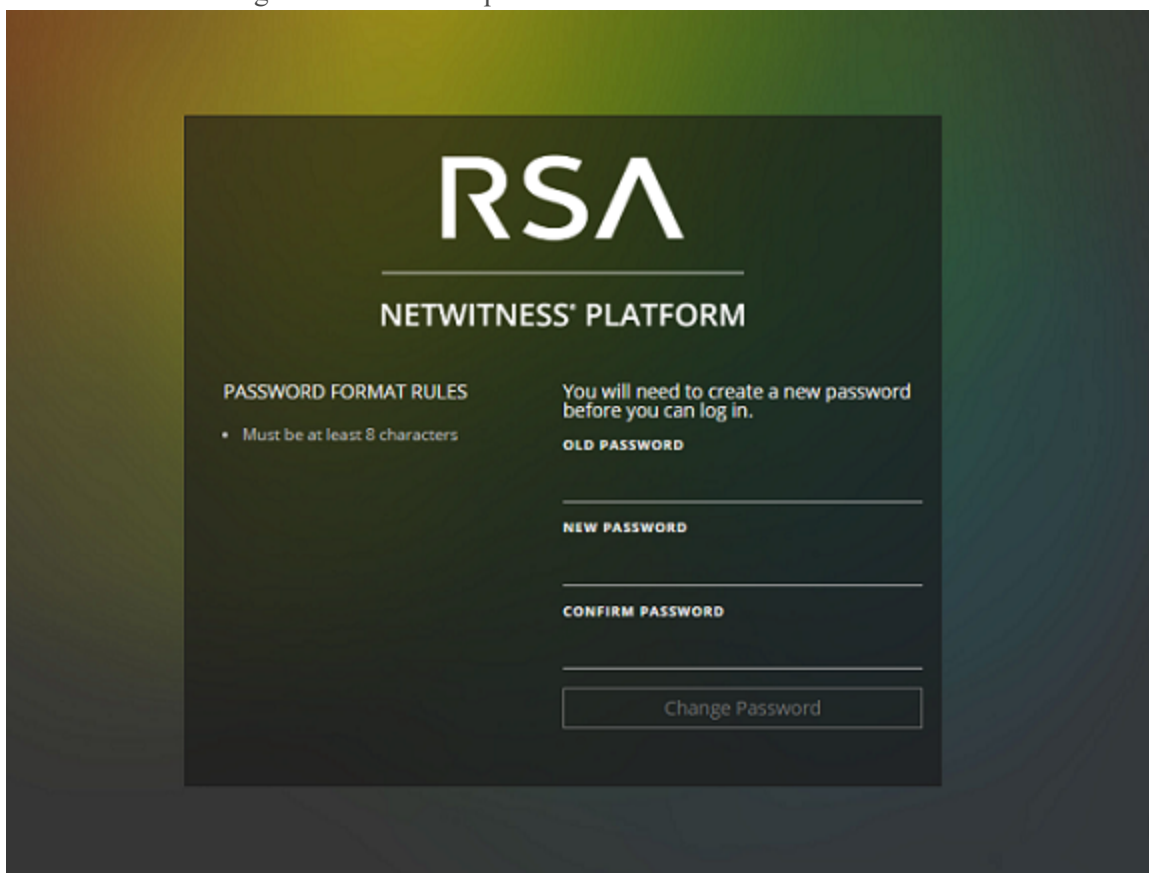 RSA
NETWITNESS® PLATFORM
PASSWORD FORMAT RULES
• Must be at least 8 characters
You will need to create a new password
before you can log in.
OLD PASSWORD
NEW PASSWORD
CONFIRM PASSWORD
Change Password